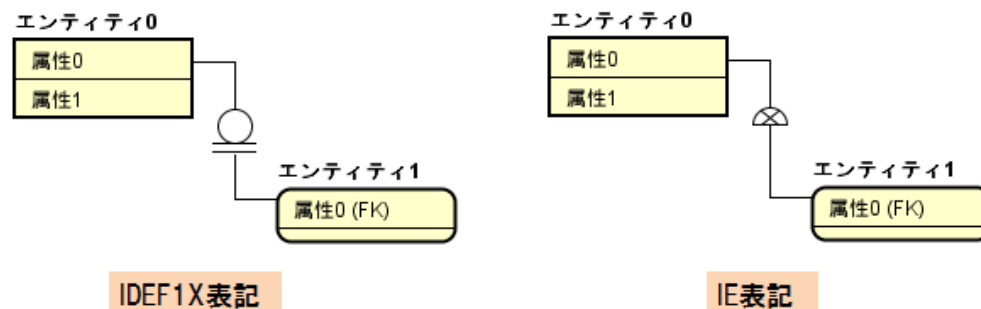 エンティティ0
属性0
属性1
エンティティ1
属性0 (FK)
IDEF1X表記
エンティティ0
属性0
属性1
エンティティ1
属性0 (FK)
IE表記